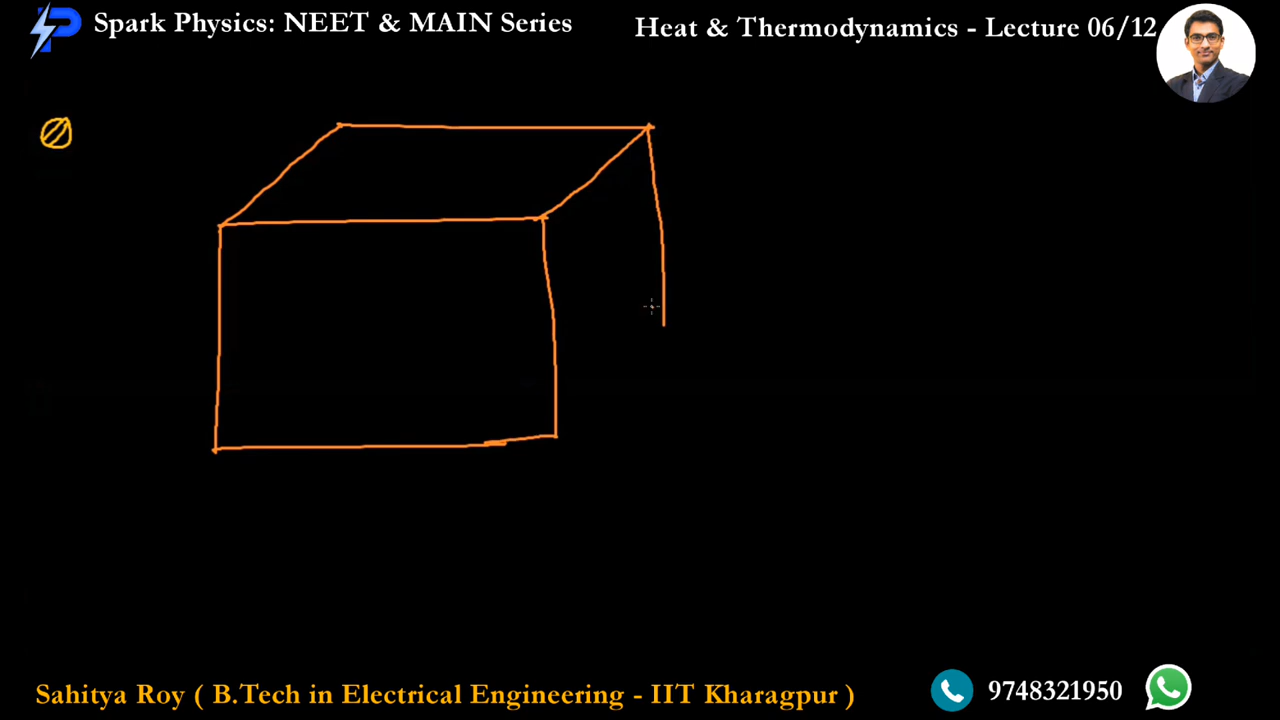 Spark Physics: NEET & MAIN Series
Heat & Thermodynamics - Lecture 06/12
Sahitya Roy ( B.Tech in Electrical Engineering - IIT Kharagpur )
9748321950